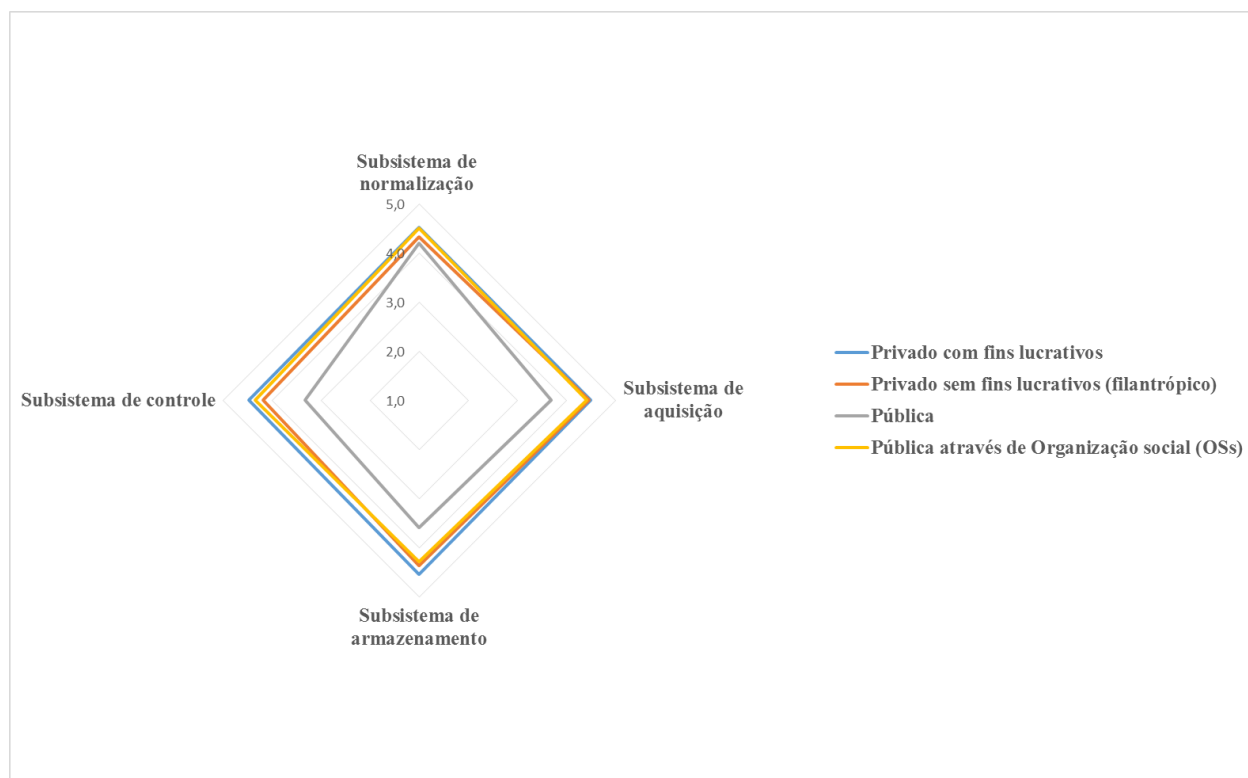 Subsistema de
normalização
5,0
4,0
3,0
2,0
1,0
Subsistema de
aquisição
Subsistema de
armazenamento
Subsistema de controle
Privado com fins lucrativos
Privado sem fins lucrativos (filantrópico)
Pública
Pública através de Organização social (OSs)